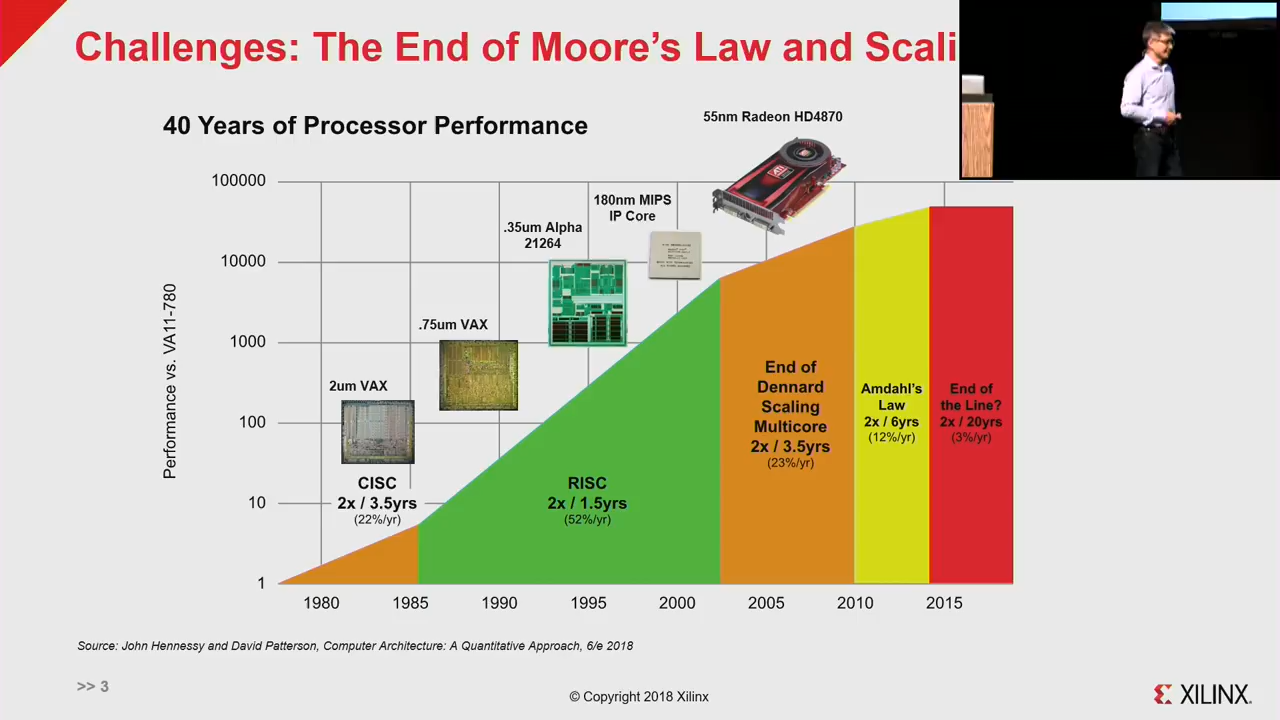 Challenges: The End of Moore's Law and Scali
40 Years of Processor Performance
55nm Radeon HD4870
180nm MIPS
IP Core
.35um Alpha
21264
.75um VAX
2um VAX
Performance vs. VA11-780
100000
10000
1000
100
10
1
CISC
2x / 3.5yrs
(22%/yr)
RISC
2x / 1.5yrs
(52%/yr)
End of
Dennard
Scaling
Multicore
2x / 3.5yrs
(23%/yr)
Amdahl's
Law
2x / 6yrs
(12%/yr)
End of
the Line?
2x / 20yrs
(3%/yr)
1980 1985 1990 1995 2000 2005 2010 2015
Source: John Hennessy and David Patterson, Computer Architecture: A Quantitative Approach, 6/e 2018
>> 3
© Copyright 2018 Xilinx
XILINX.